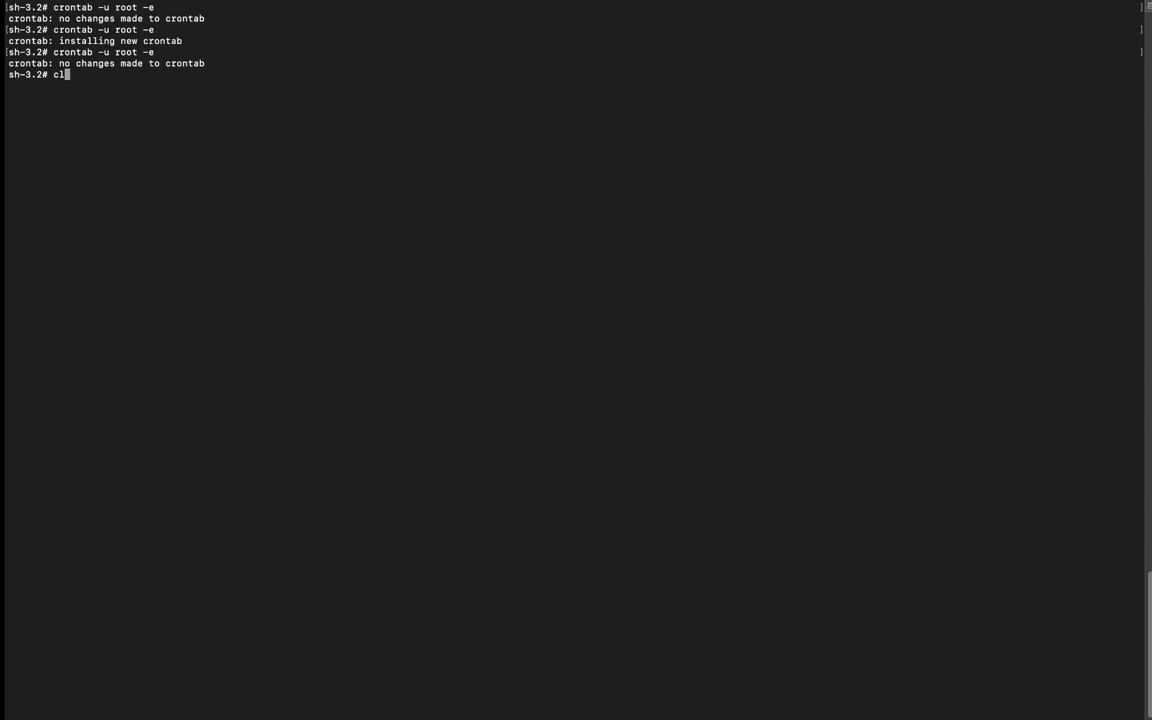 [sh-3.2# crontab -u root -e ]
crontab: no changes made to crontab
[sh-3.2# crontab -u root -e ]
crontab: installing new crontab
[sh-3.2# crontab -u root -e ]
crontab: no changes made to crontab
sh-3.2# cl